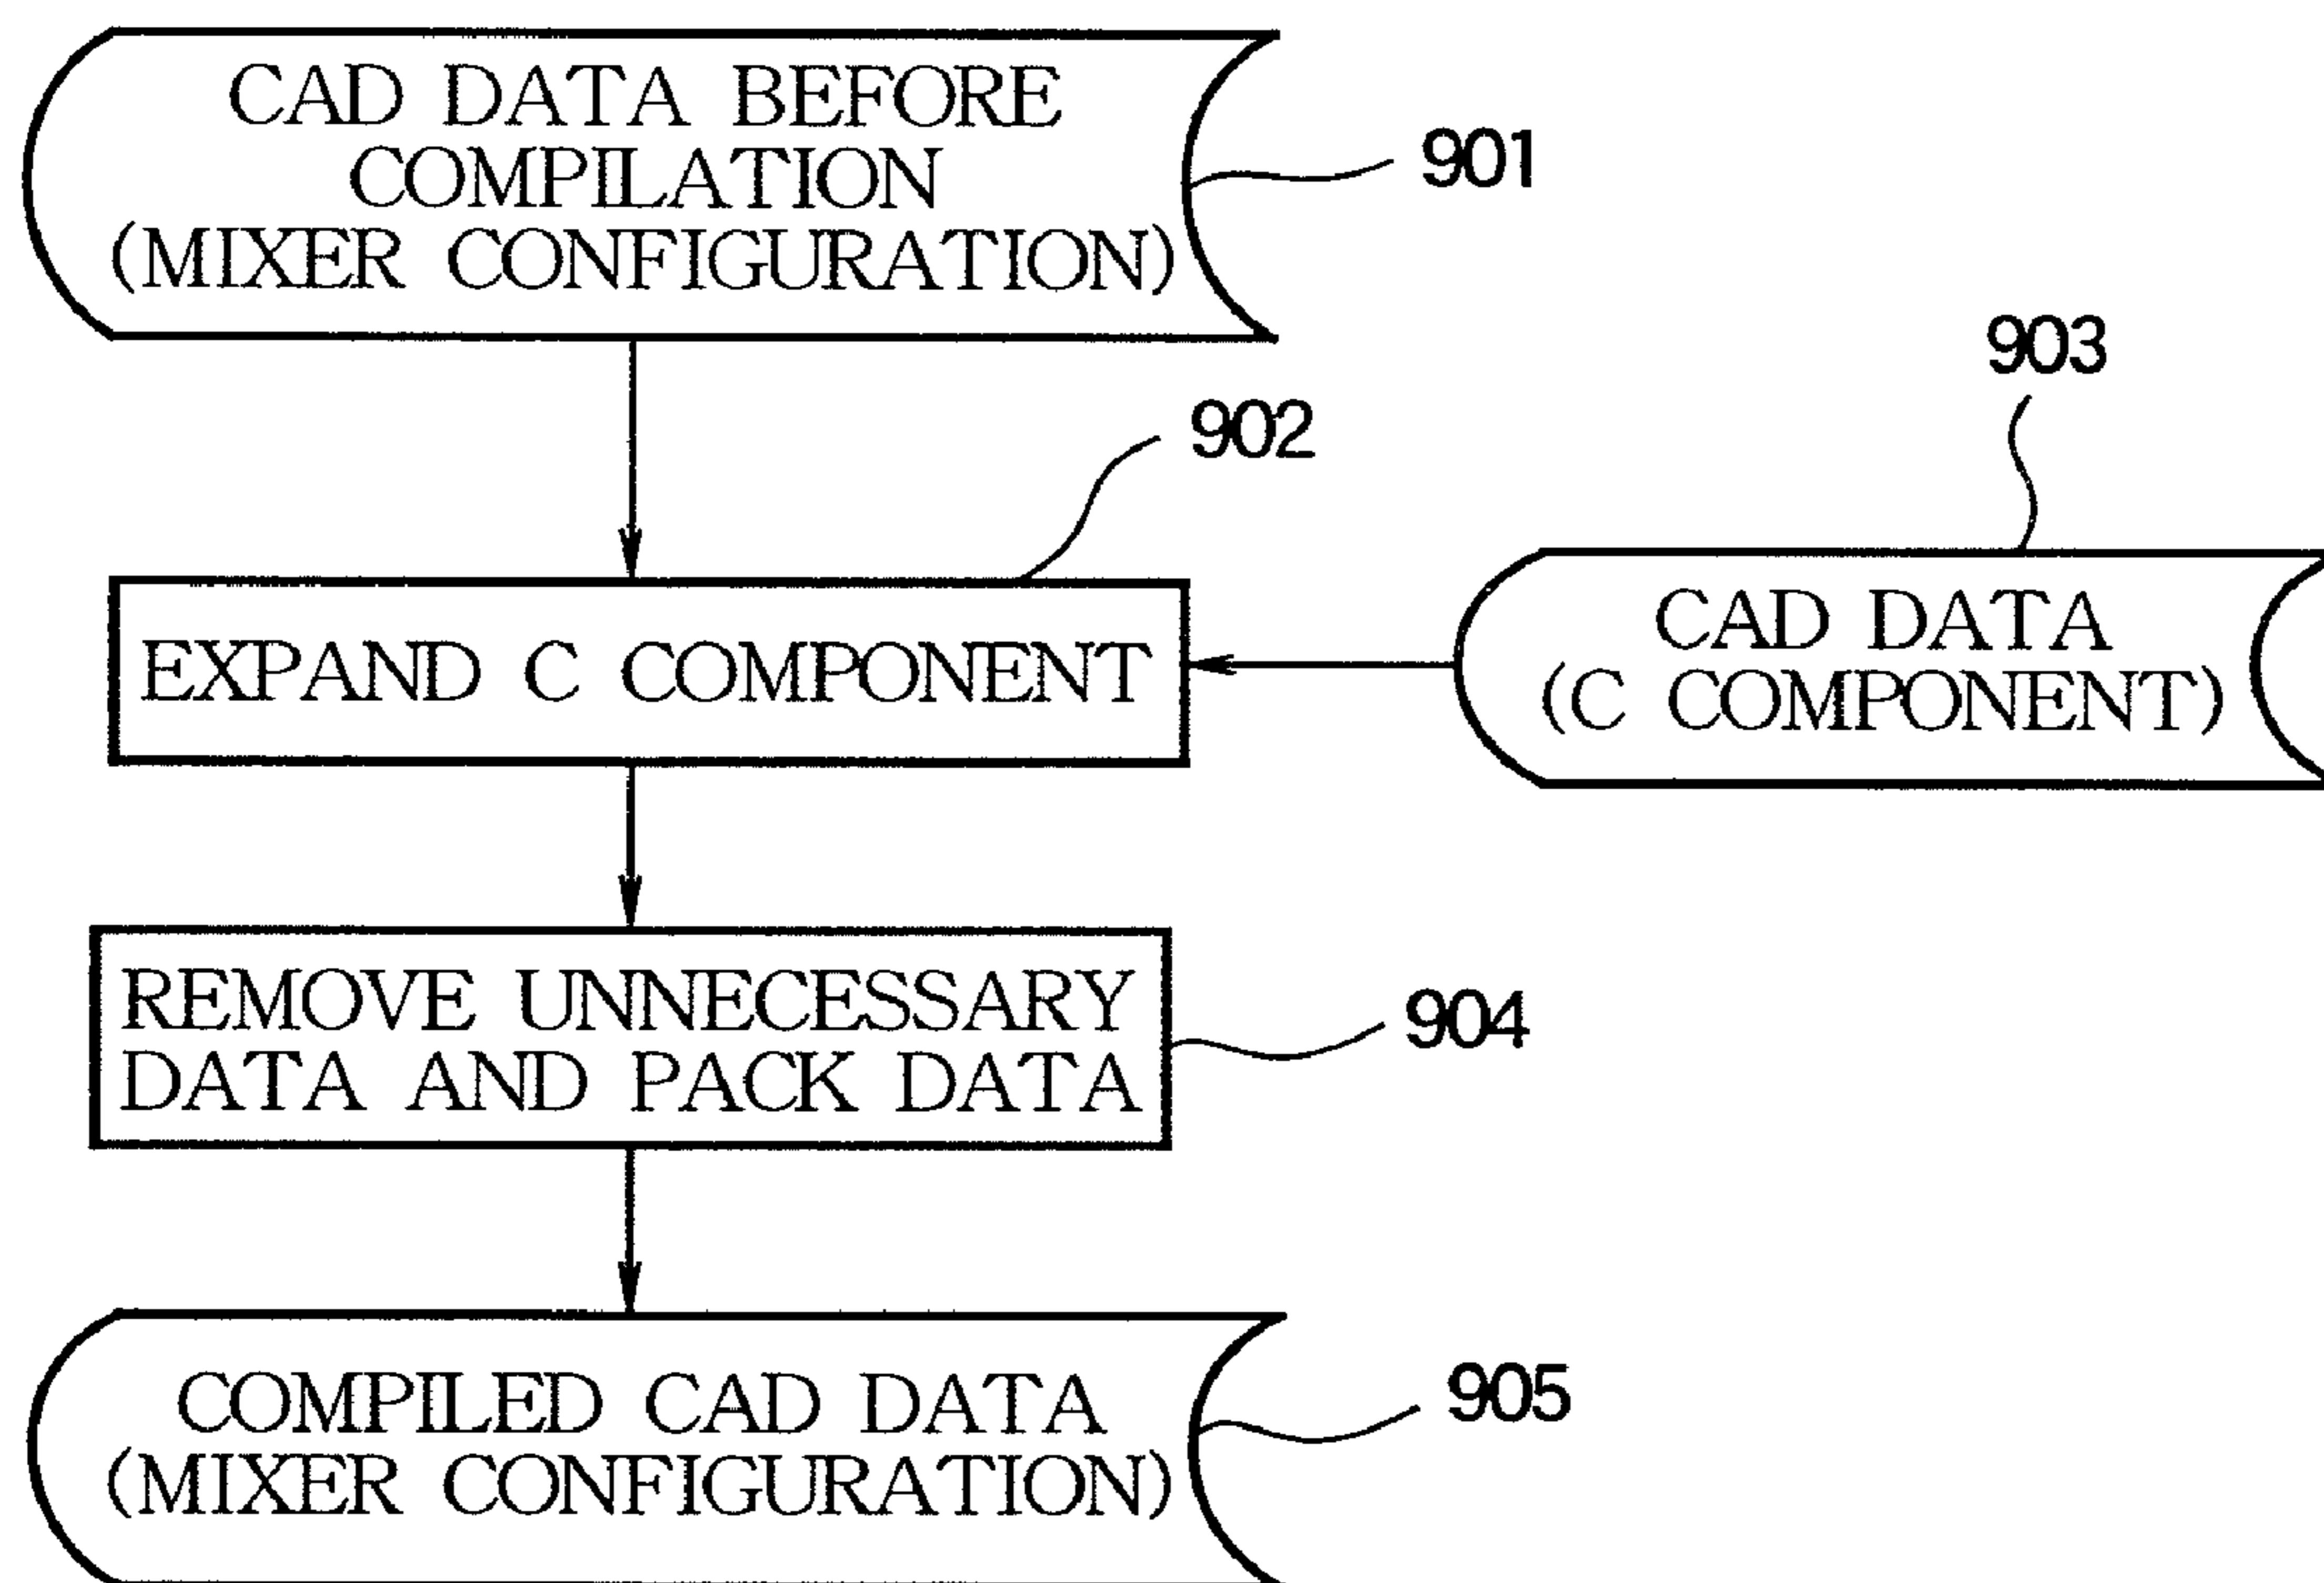 CAD DATA BEFORE
COMPILATION
(MIXER CONFIGURATION)
901
903
902
EXPAND C COMPONENT
CAD DATA
(C COMPONENT)
REMOVE UNNECESSARY
DATA AND PACK DATA
904
COMPILED CAD DATA
(MIXER CONFIGURATION)
905